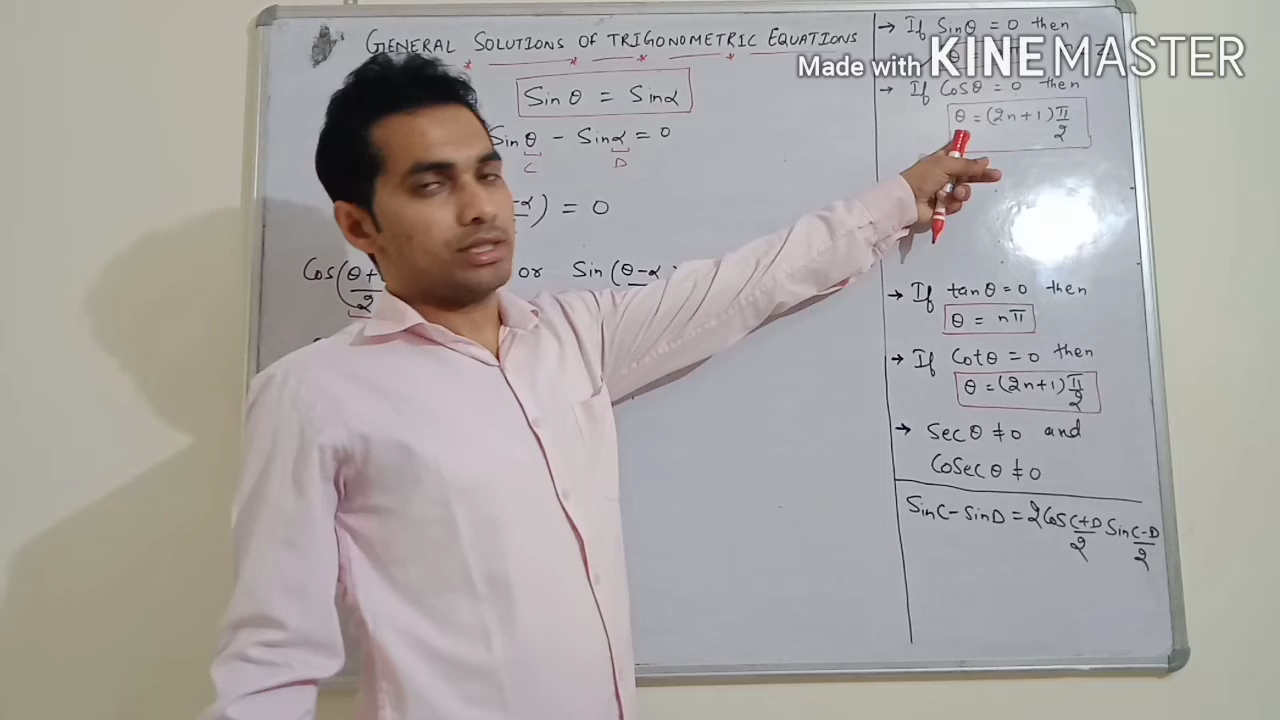 GENERAL SOLUTIONS OF TRIGONOMETRIC EQUATIONS
Sinθ = Sinα
Sinθ - Sinα = 0
C D
-α) = 0
Cos(θ+
2
or Sin(θ-α
→ If Sinθ = 0 then
Made with KINEMASTER
→ If Cosθ = 0 then
θ = (2n+1)π/2
→ If tanθ = 0 then
θ = nπ
→ If Cotθ = 0 then
θ = (2n+1)π/2
→ Secθ ≠ 0 and
Cosecθ ≠ 0
SinC - SinD = 2Cos C+D/2 Sin C-D/2